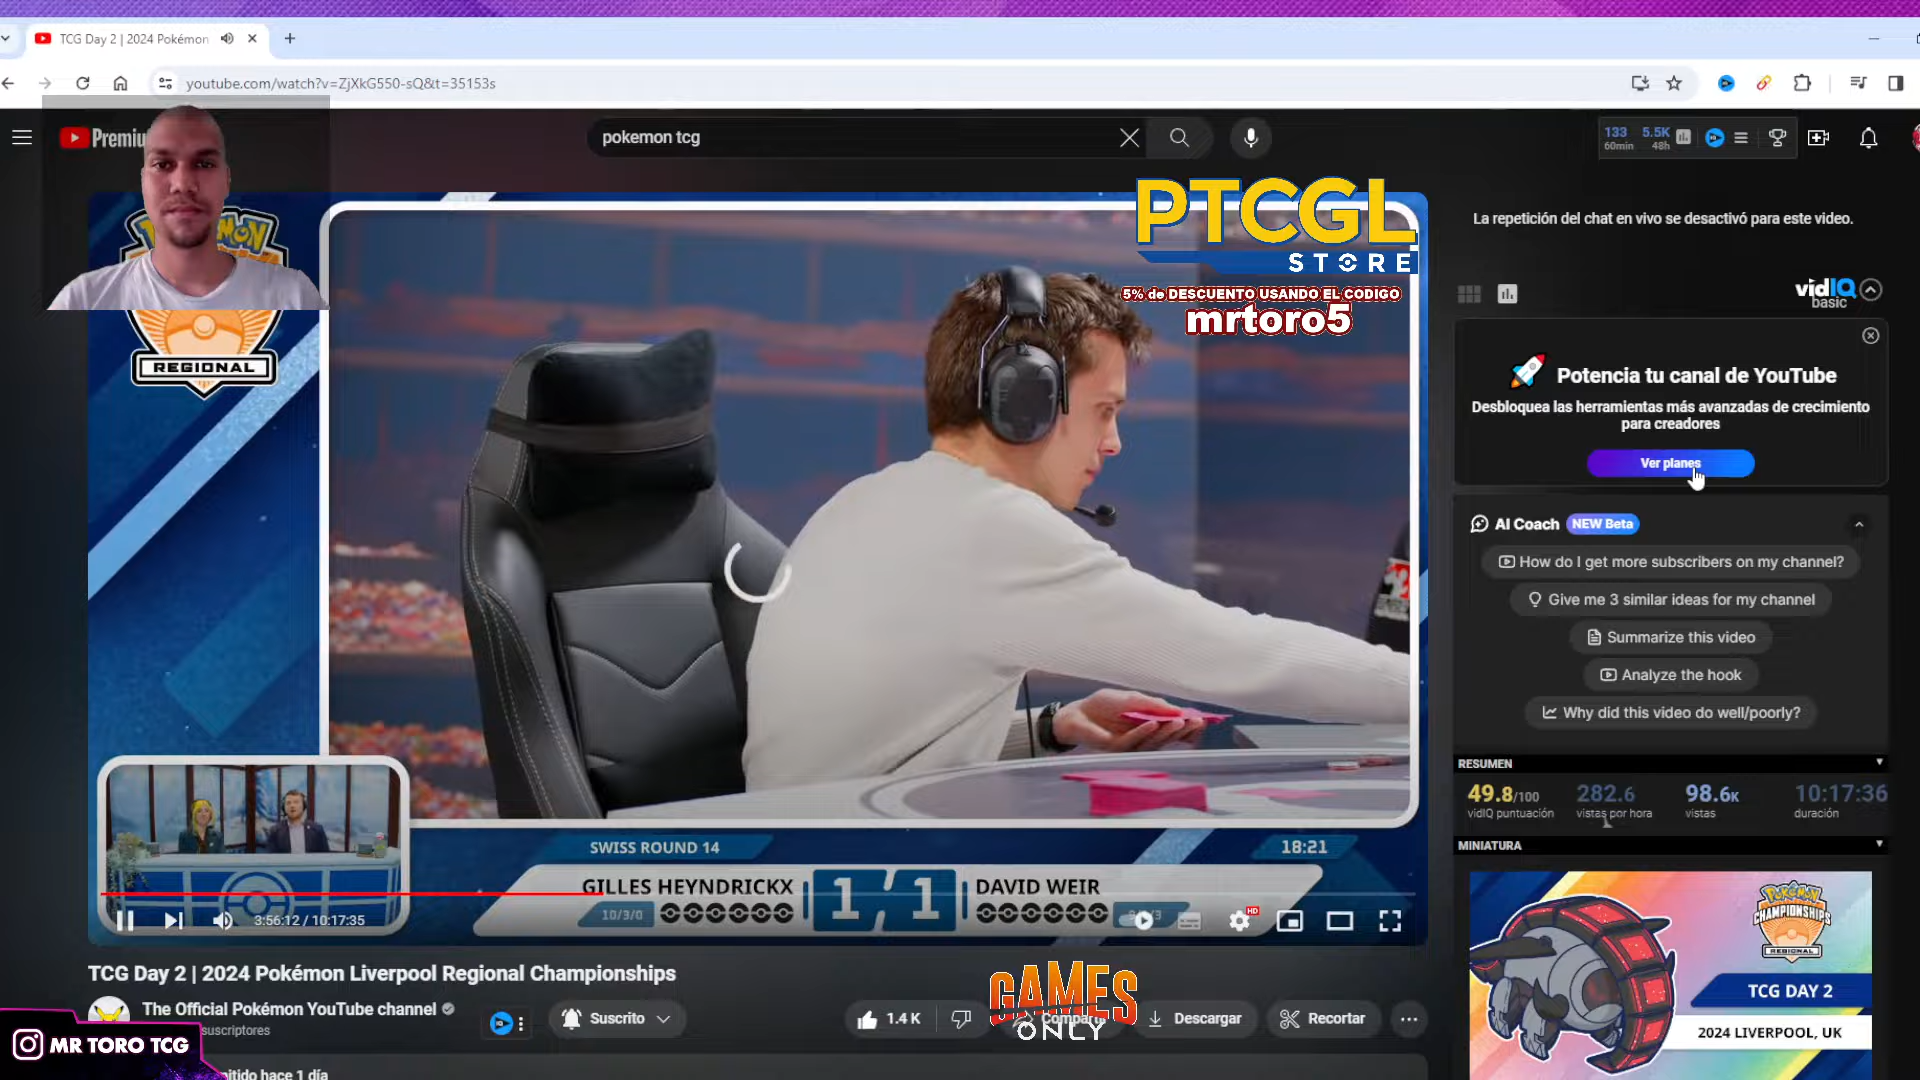 TCG Day 2 | 2024 Pokémon
youtube.com/watch?v=ZjXkG550-sQ&t=35153s
pokemon tcg
133
60min
5.5K
48h
REGIONAL
PTCGL
STORE
5% de DESCUENTO USANDO EL CODIGO
mrtoro5
La repetición del chat en vivo se desactivó para este video.
vidIQ
basic
Potencia tu canal de YouTube
Desbloquea las herramientas más avanzadas de crecimiento
para creadores
Ver planes
AI Coach NEW Beta
How do I get more subscribers on my channel?
Give me 3 similar ideas for my channel
Summarize this video
Analyze the hook
Why did this video do well/poorly?
RESUMEN
49.8/100
vidIQ puntuación
282.6
vistas por hora
98.6K
vistas
10:17:36
duración
MINIATURA
SWISS ROUND 14
18:21
GILLES HEYNDRICKX
1/1
DAVID WEIR
10/3/0
3:56:12 / 10:17:35
HD
TCG Day 2 | 2024 Pokémon Liverpool Regional Championships
The Official Pokémon YouTube channel
suscriptores
Suscrito
1.4 K
GAMES
ONLY
Descargar
Recortar
MR TORO TCG
hace 1 día
Pokémon
CHAMPIONSHIPS
REGIONAL
TCG DAY 2
2024 LIVERPOOL, UK